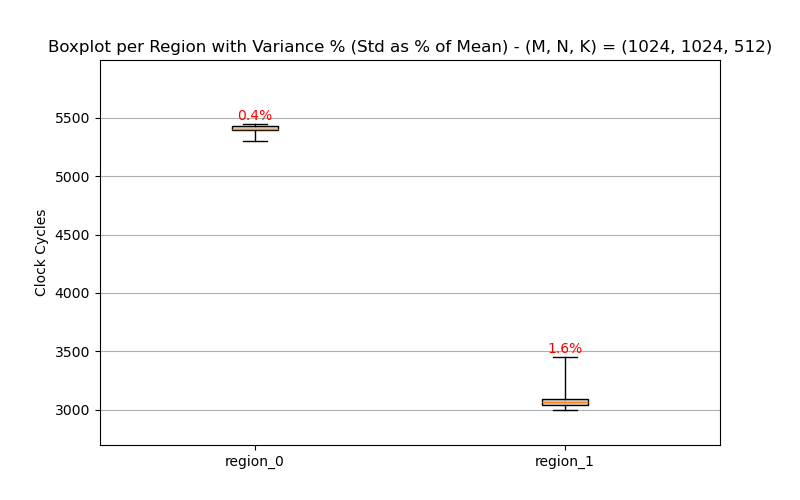 Boxplot per Region with Variance % (Std as % of Mean) - (M, N, K) = (1024, 1024, 512)
Clock Cycles
5500
5000
4500
4000
3500
3000
0.4%
1.6%
region_0
region_1